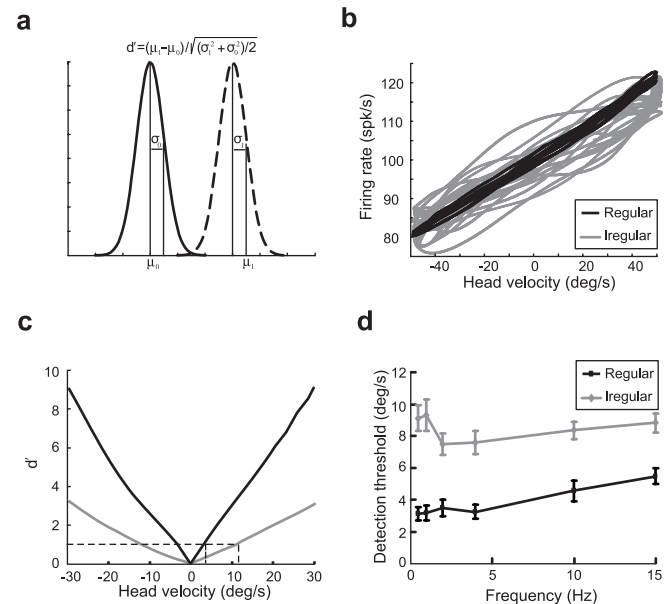 a
d'=(μ₁-μ₀)/√(σ₁²+σ₀²)/2
σ₀
σ₁
μ₀
μ₁
b
Firing rate (spk/s)
120
110
100
90
80
Regular
Iregular
-40 -20 0 20 40
Head velocity (deg/s)
c
d'
10
8
6
4
2
0
-30 -20 -10 0 10 20 30
Head velocity (deg/s)
d
Detection threshold (deg/s)
12
10
8
6
4
2
0
Regular
Iregular
0 5 10 15
Frequency (Hz)